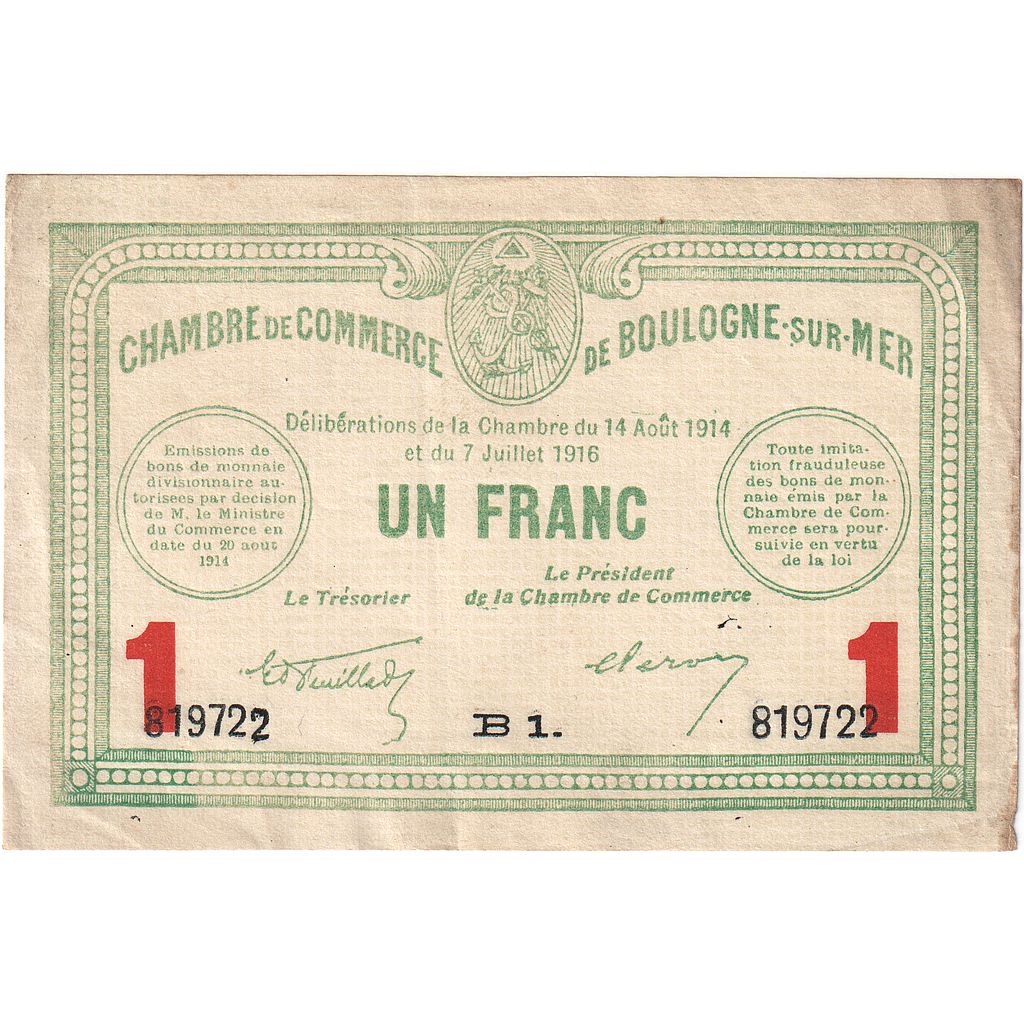 CHAMBRE DE COMMERCE DE BOULOGNE-SUR-MER
Délibérations de la Chambre du 14 Août 1914
et du 7 Juillet 1916
Emissions de
bons de monnaie
divisionnaire au-
torisées par decision
de M. le Ministre
du Commerce en
date du 20 aout
1914
UN FRANC
Toute imita-
tion frauduleuse
des bons de mon-
naie émis par la
Chambre de Com-
merce sera pour-
suivie en vertu
de la loi
Le Trésorier
Le Président
de la Chambre de Commerce
1
1
819722
B 1.
819722